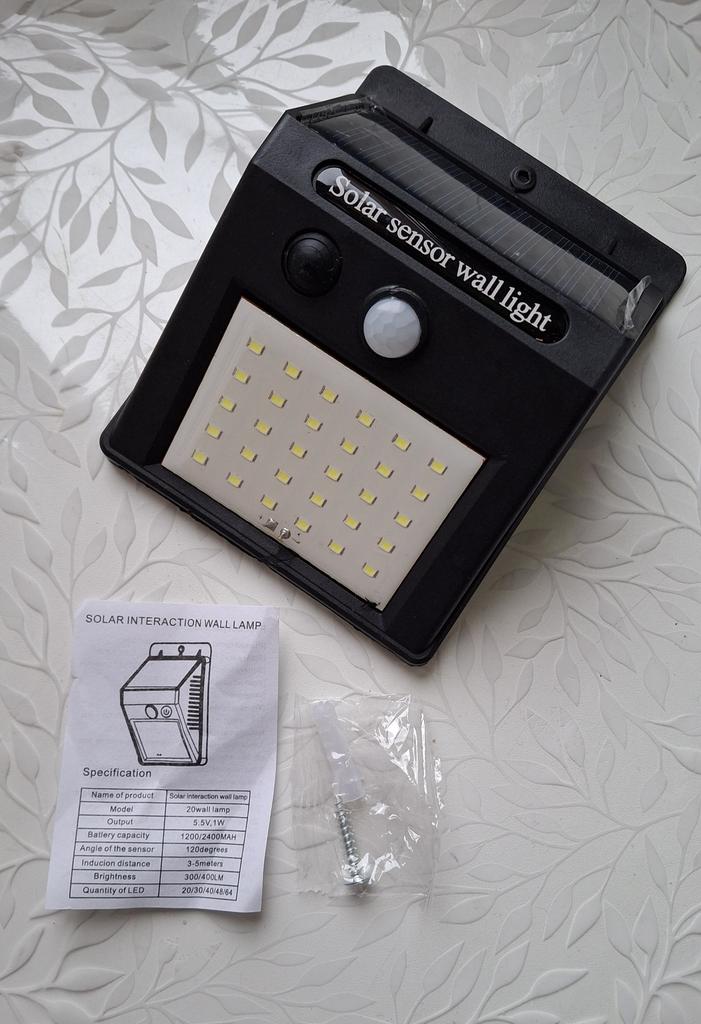 Solar sensor wall light
SOLAR INTERACTION WALL LAMP
Specification
Name of product Solar interaction wall lamp
Model 20wall lamp
Output 5.5V,1W
Battery capacity 1200/2400MAH
Angle of the sensor 120degrees
Inducion distance 3-5meters
Brightness 300/400LM
Quantity of LED 20/30/40/48/64